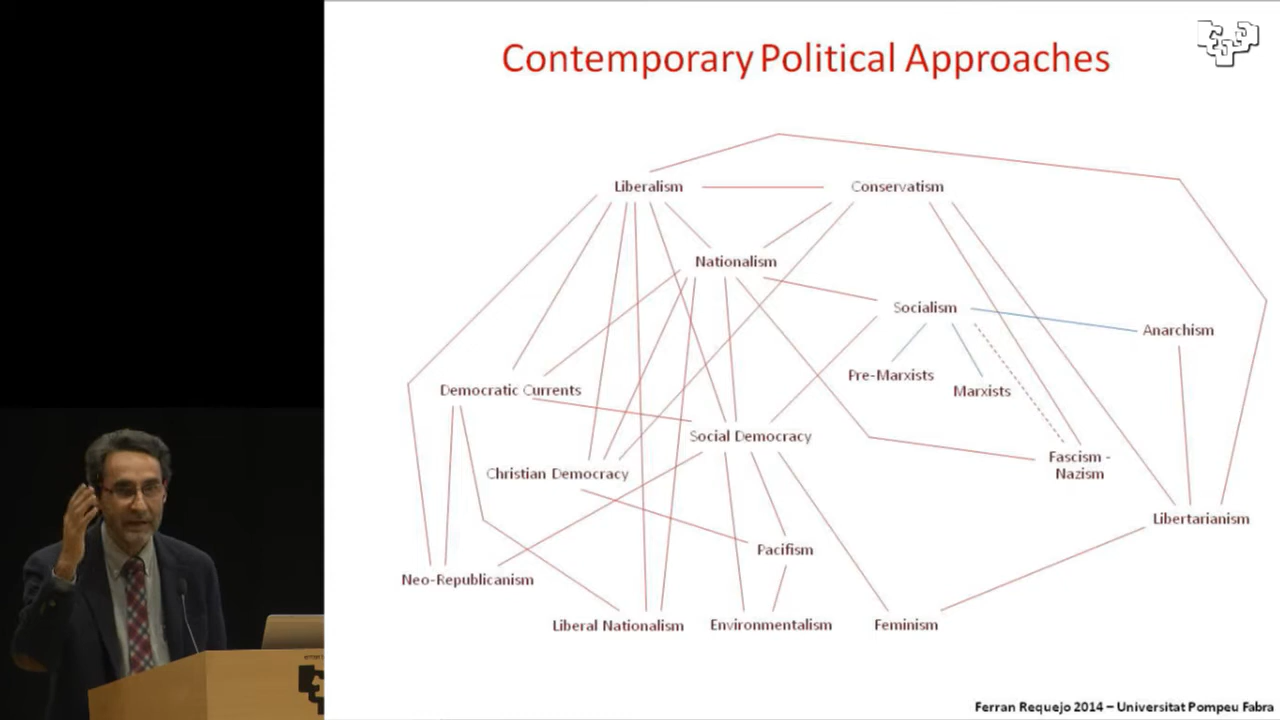 Contemporary Political Approaches
Liberalism
Conservatism
Nationalism
Socialism
Anarchism
Pre-Marxists
Marxists
Democratic Currents
Social Democracy
Christian Democracy
Fascism -
Nazism
Libertarianism
Pacifism
Neo-Republicanism
Liberal Nationalism
Environmentalism
Feminism
Ferran Requejo 2014 – Universitat Pompeu Fabra